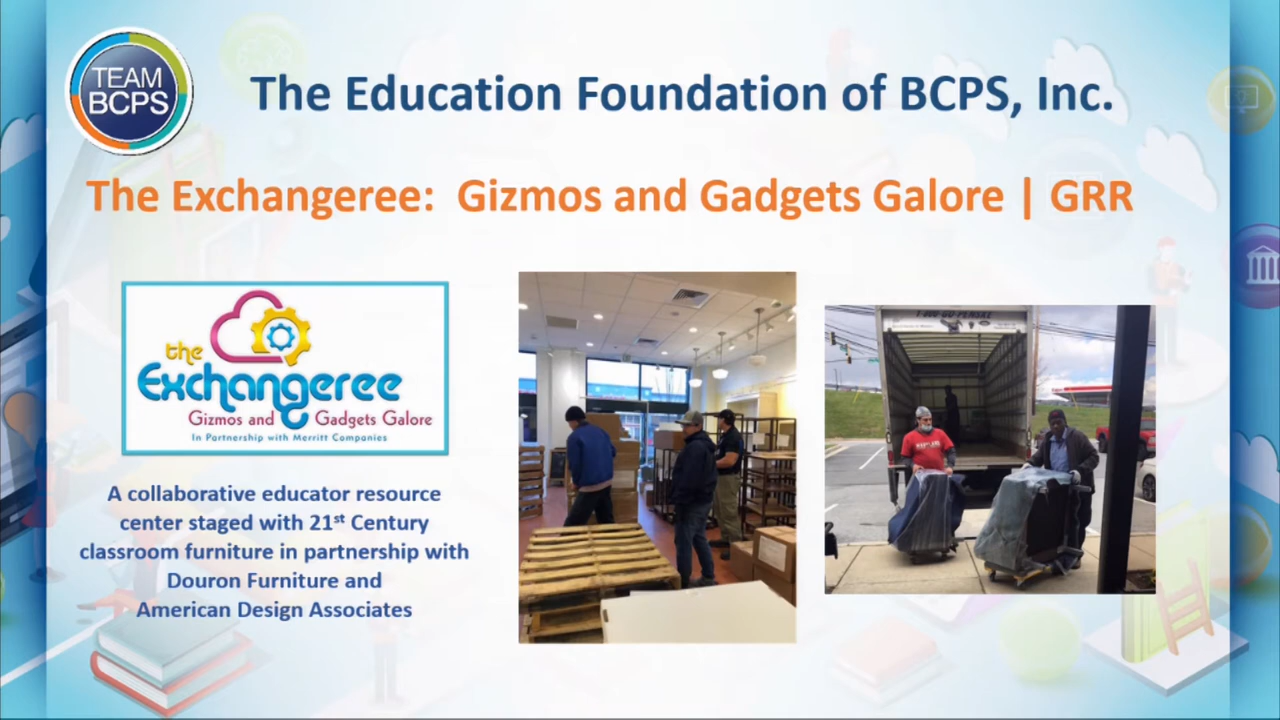 TEAM
BCPS
The Education Foundation of BCPS, Inc.
The Exchangeree: Gizmos and Gadgets Galore | GRR
the
Exchangeree
Gizmos and Gadgets Galore
In Partnership with Merritt Companies
A collaborative educator resource
center staged with 21st Century
classroom furniture in partnership with
Douron Furniture and
American Design Associates
1-800-GO-PENSKE